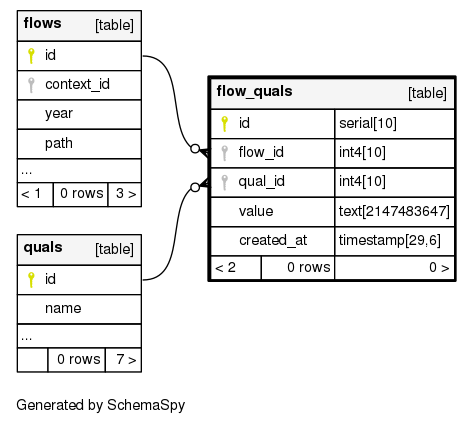 flows [table]
id
context_id
year
path
...
< 1 0 rows 3 >
flow_quals [table]
id serial[10]
flow_id int4[10]
qual_id int4[10]
value text[2147483647]
created_at timestamp[29,6]
< 2 0 rows 0 >
quals [table]
id
name
...
0 rows 7 >
Generated by SchemaSpy